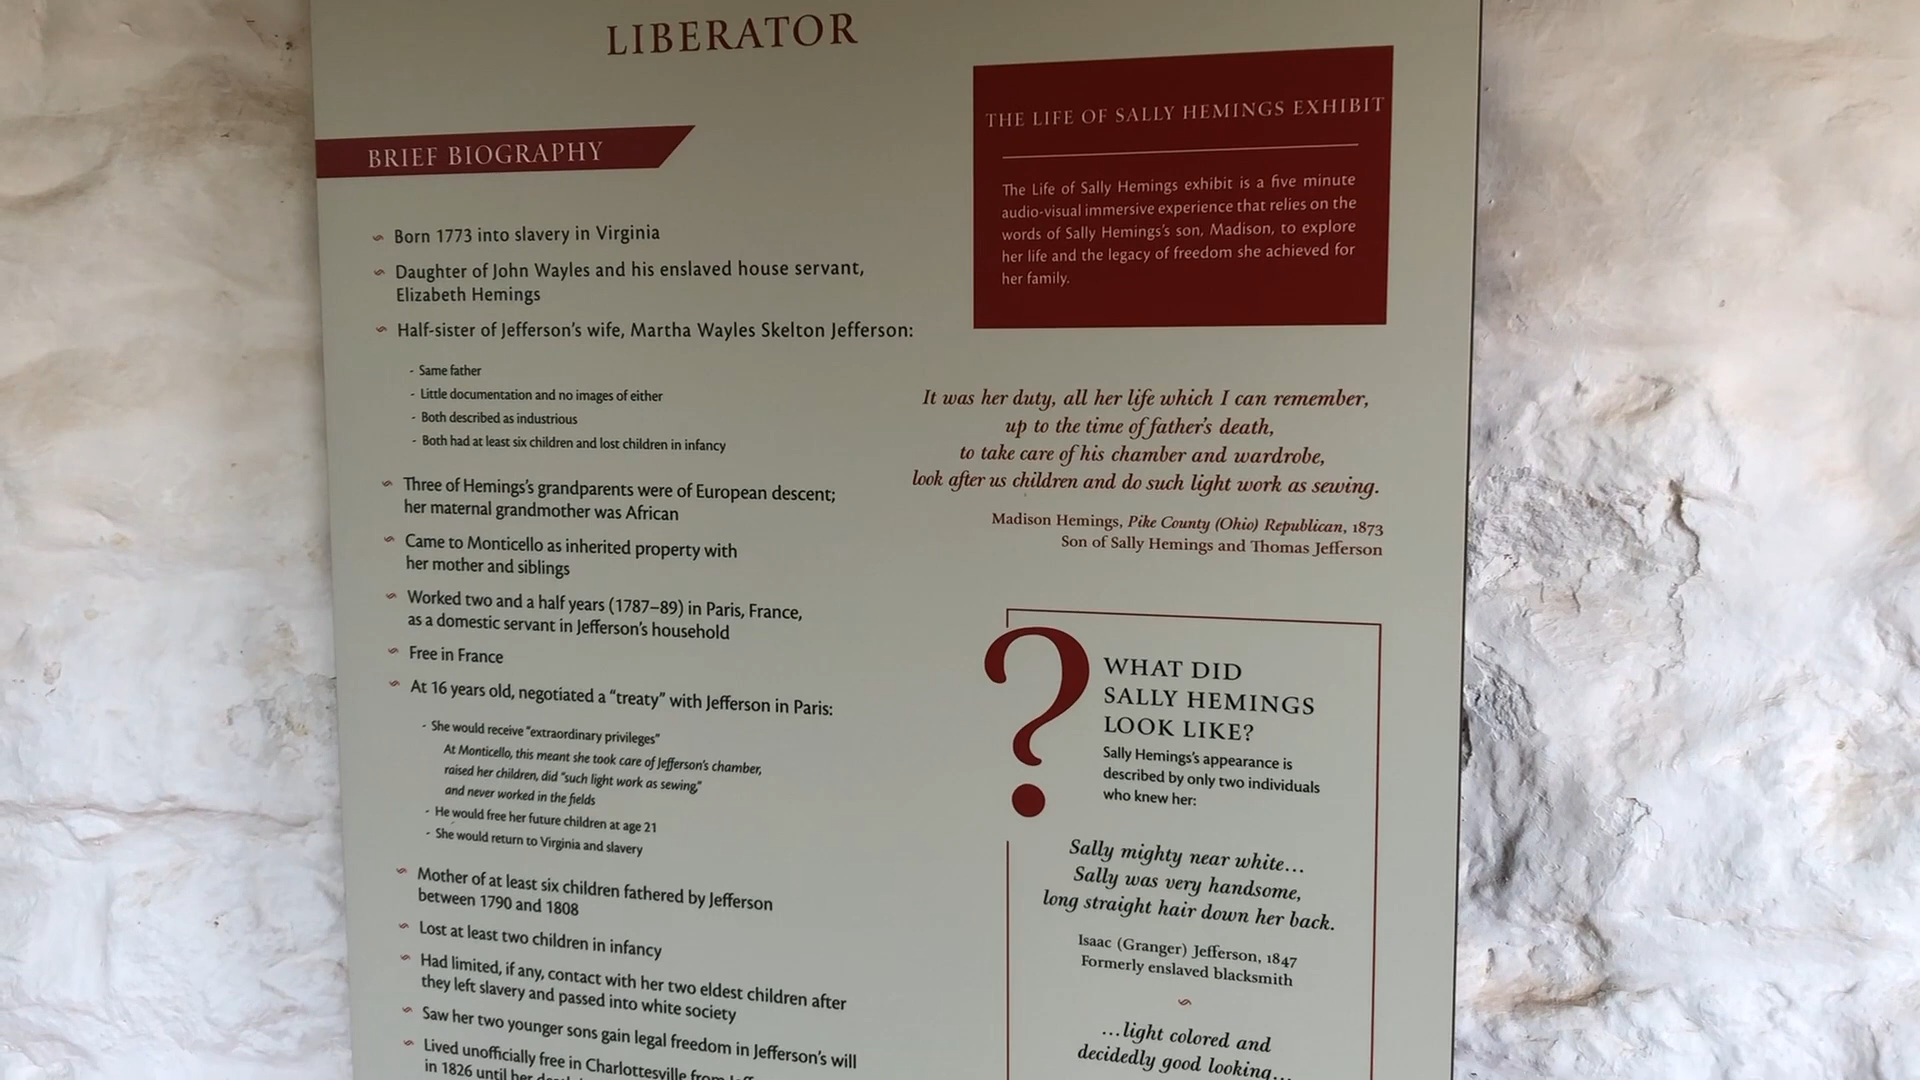 LIBERATOR
BRIEF BIOGRAPHY
Born 1773 into slavery in Virginia
Daughter of John Wayles and his enslaved house servant,
Elizabeth Hemings
Half-sister of Jefferson's wife, Martha Wayles Skelton Jefferson:
- Same father
- Little documentation and no images of either
- Both described as industrious
- Both had at least six children and lost children in infancy
Three of Hemings's grandparents were of European descent;
her maternal grandmother was African
Came to Monticello as inherited property with
her mother and siblings
Worked two and a half years (1787–89) in Paris, France,
as a domestic servant in Jefferson's household
Free in France
At 16 years old, negotiated a “treaty” with Jefferson in Paris:
- She would receive “extraordinary privileges”
At Monticello, this meant she took care of Jefferson's chamber,
raised her children, did “such light work as sewing,”
and never worked in the fields
- He would free her future children at age 21
- She would return to Virginia and slavery
Mother of at least six children fathered by Jefferson
between 1790 and 1808
Lost at least two children in infancy
Had limited, if any, contact with her two eldest children after
they left slavery and passed into white society
Saw her two younger sons gain legal freedom in Jefferson's will
Lived unofficially free in Charlottesville from
in 1826 until her
THE LIFE OF SALLY HEMINGS EXHIBIT
The Life of Sally Hemings exhibit is a five minute
audio-visual immersive experience that relies on the
words of Sally Hemings's son, Madison, to explore
her life and the legacy of freedom she achieved for
her family.
It was her duty, all her life which I can remember,
up to the time of father's death,
to take care of his chamber and wardrobe,
look after us children and do such light work as sewing.
Madison Hemings, Pike County (Ohio) Republican, 1873
Son of Sally Hemings and Thomas Jefferson
?
WHAT DID
SALLY HEMINGS
LOOK LIKE?
Sally Hemings's appearance is
described by only two individuals
who knew her:
Sally mighty near white…
Sally was very handsome,
long straight hair down her back.
Isaac (Granger) Jefferson, 1847
Formerly enslaved blacksmith
…light colored and
decidedly good looking…